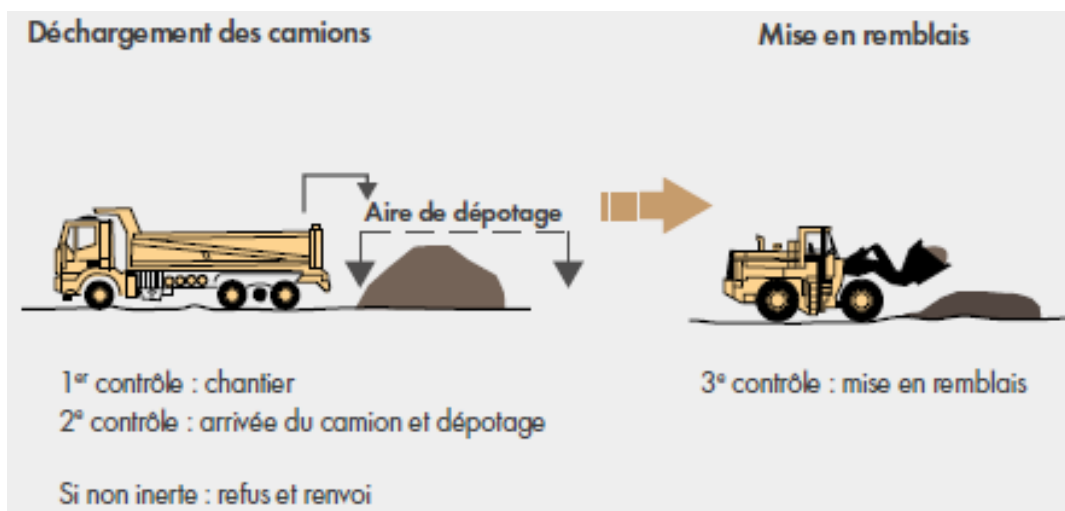 Déchargement des camions
Mise en remblais
Aire de dépotage
1er contrôle : chantier
2e contrôle : arrivée du camion et dépotage
3e contrôle : mise en remblais
Si non inerte : refus et renvoi